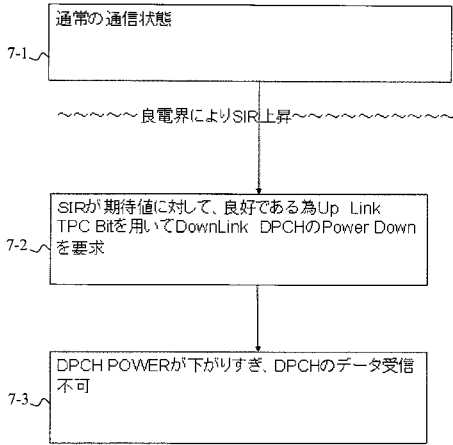 通常の通信状態
7-1
~~~~~良電界によりSIR上昇~~~~~~~~~~
SIRが期待値に対して、良好である為Up Link
TPC Bitを用いてDownLink DPCHのPower Down
を要求
7-2
DPCH POWERが下がりすぎ、DPCHのデータ受信
不可
7-3